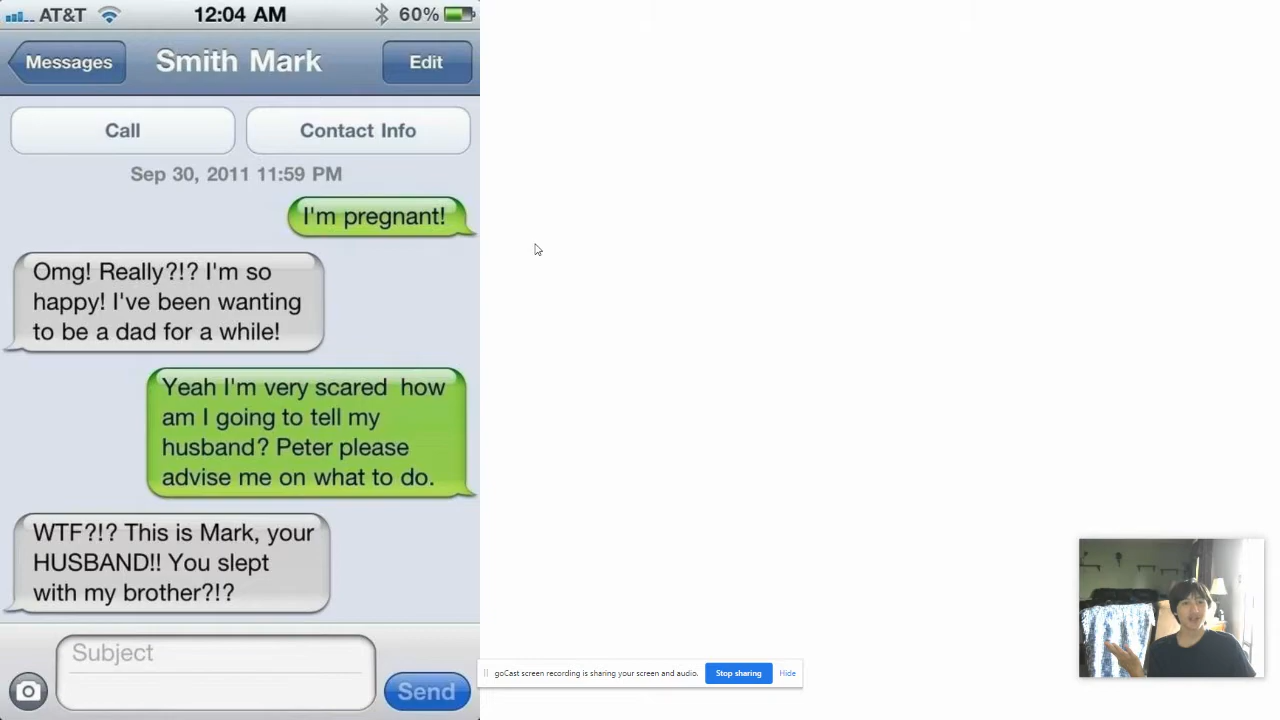 AT&T 12:04 AM 60%
Messages Smith Mark Edit
Call Contact Info
Sep 30, 2011 11:59 PM
I'm pregnant!
Omg! Really?!? I'm so
happy! I've been wanting
to be a dad for a while!
Yeah I'm very scared how
am I going to tell my
husband? Peter please
advise me on what to do.
WTF?!? This is Mark, your
HUSBAND!! You slept
with my brother?!?
Subject
Send
goCast screen recording is sharing your screen and audio. Stop sharing Hide